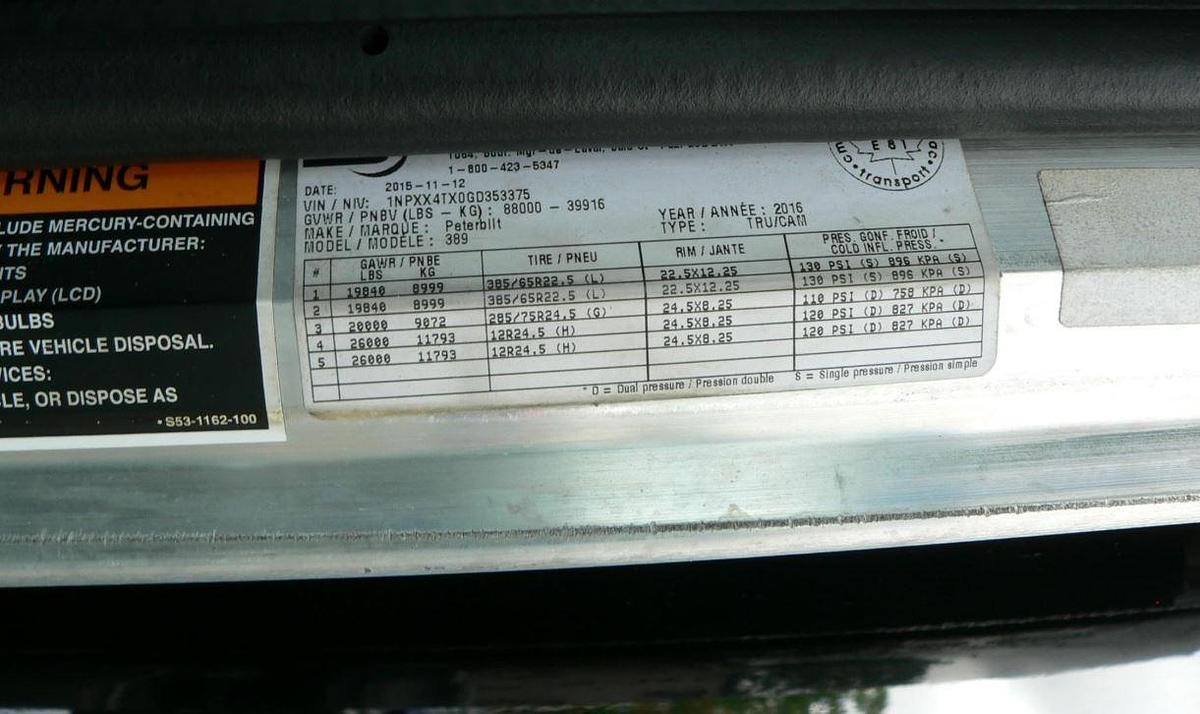 RNING
LUDE MERCURY-CONTAINING
THE MANUFACTURER:
ITS
PLAY (LCD)
BULBS
RE VEHICLE DISPOSAL.
ICES:
LE, OR DISPOSE AS
• S53-1162-100
1-800-423-5347
DATE: 2015-11-12
VIN / NIV: 1NPXX4TX0GD353375
GVWR / PNBV (LBS - KG) : 88000 - 39916
MAKE / MARQUE : Peterbilt YEAR / ANNÉE : 2016
MODEL / MODÈLE : 389 TYPE : TRU/CAM
# GAWR / PNBE LBS KG TIRE / PNEU RIM / JANTE PRES. GONF. FROID / COLD INFL. PRESS. *
1 19840 8999 385/65R22.5 (L) 22.5X12.25 130 PSI (S) 896 KPA (S)
2 19840 8999 385/65R22.5 (L) 22.5X12.25 130 PSI (S) 896 KPA (S)
3 20000 9072 285/75R24.5 (G) 24.5X8.25 110 PSI (D) 758 KPA (D)
4 26000 11793 12R24.5 (H) 24.5X8.25 120 PSI (D) 827 KPA (D)
5 26000 11793 12R24.5 (H) 24.5X8.25 120 PSI (D) 827 KPA (D)
* D = Dual pressure / Pression double S = Single pressure / Pression simple
E 81
transport